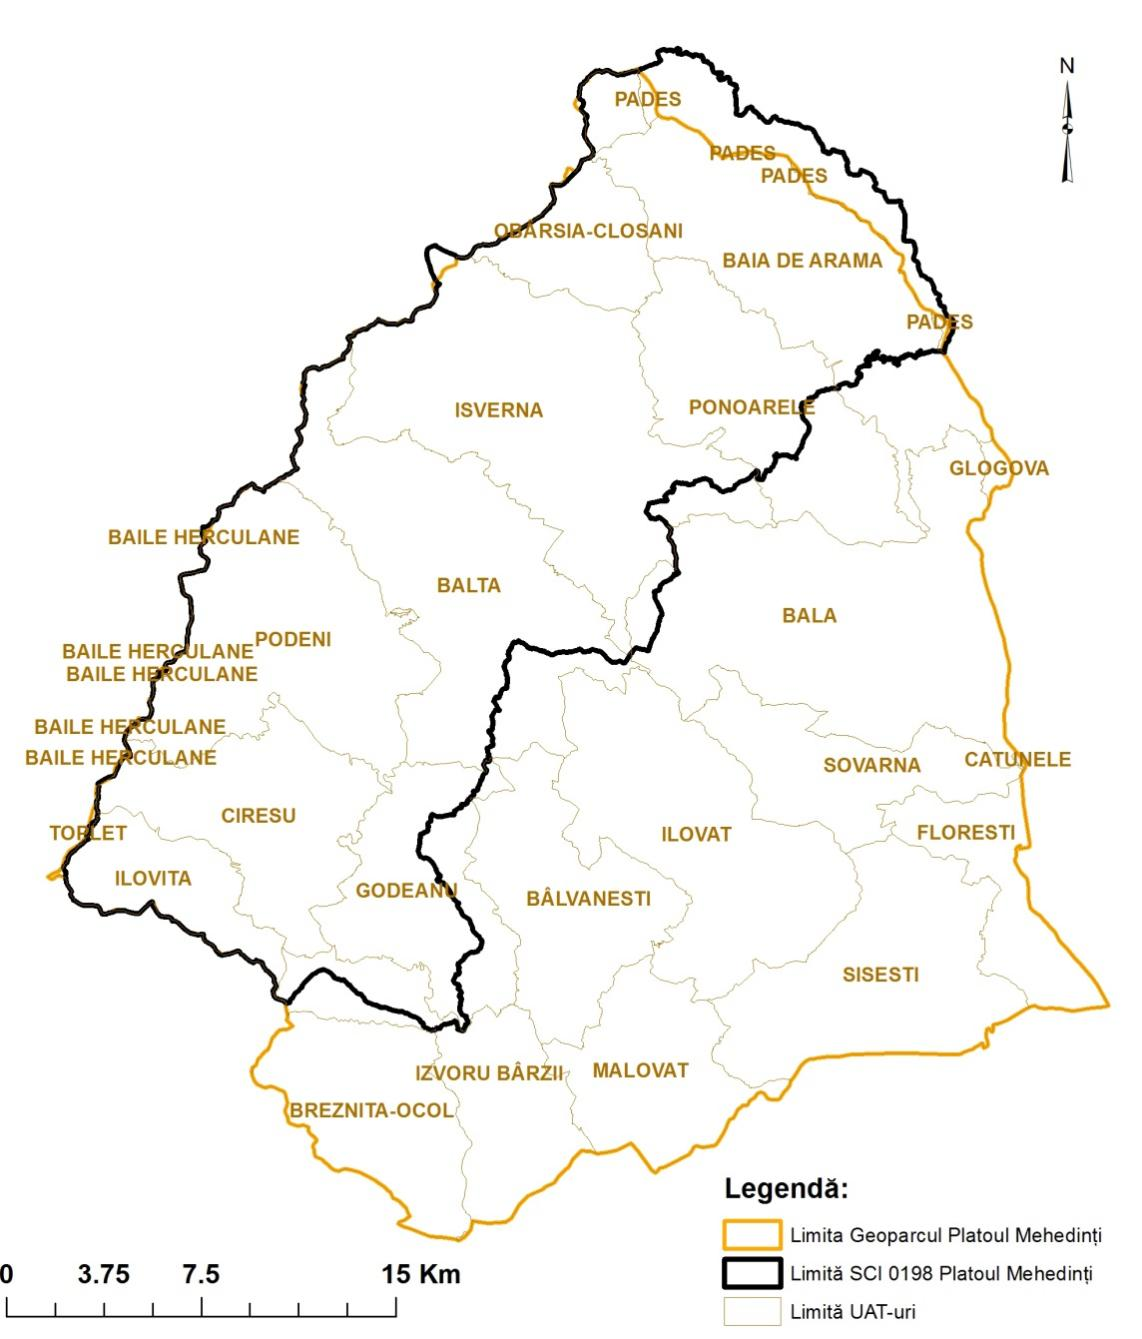 N
PADES
PADES
PADES
OBÂRSIA-CLOSANI
BAIA DE ARAMA
PADES
ISVERNA
PONOARELE
GLOGOVA
BAILE HERCULANE
BALTA
BALA
PODENI
BAILE HERCULANE
BAILE HERCULANE
BAILE HERCULANE
BAILE HERCULANE
SOVARNA
CATUNELE
CIRESU
TOPLET
ILOVAT
FLORESTI
ILOVITA
GODEANU
BÂLVANESTI
SISESTI
IZVORU BÂRZII
MALOVAT
BREZNITA-OCOL
Legendă:
Limita Geoparcul Platoul Mehedinți
Limită SCI 0198 Platoul Mehedinți
Limită UAT-uri
0 3.75 7.5 15 Km